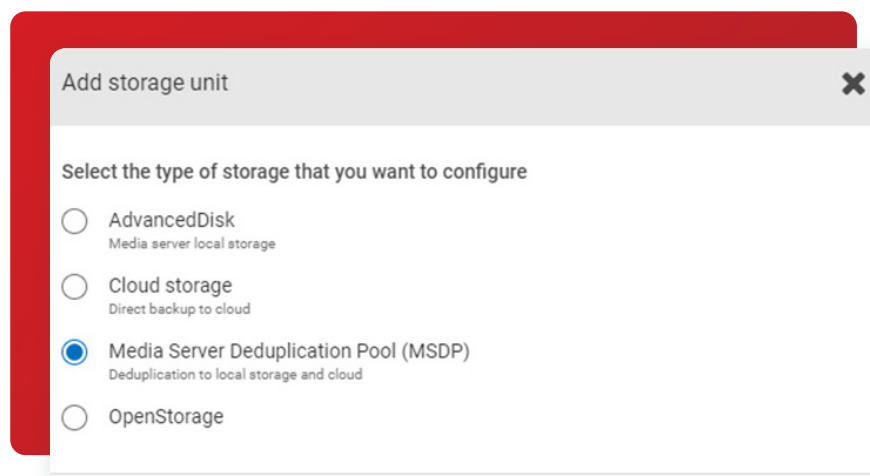 Add storage unit
Select the type of storage that you want to configure
AdvancedDisk
Media server local storage
Cloud storage
Direct backup to cloud
Media Server Deduplication Pool (MSDP)
Deduplication to local storage and cloud
OpenStorage